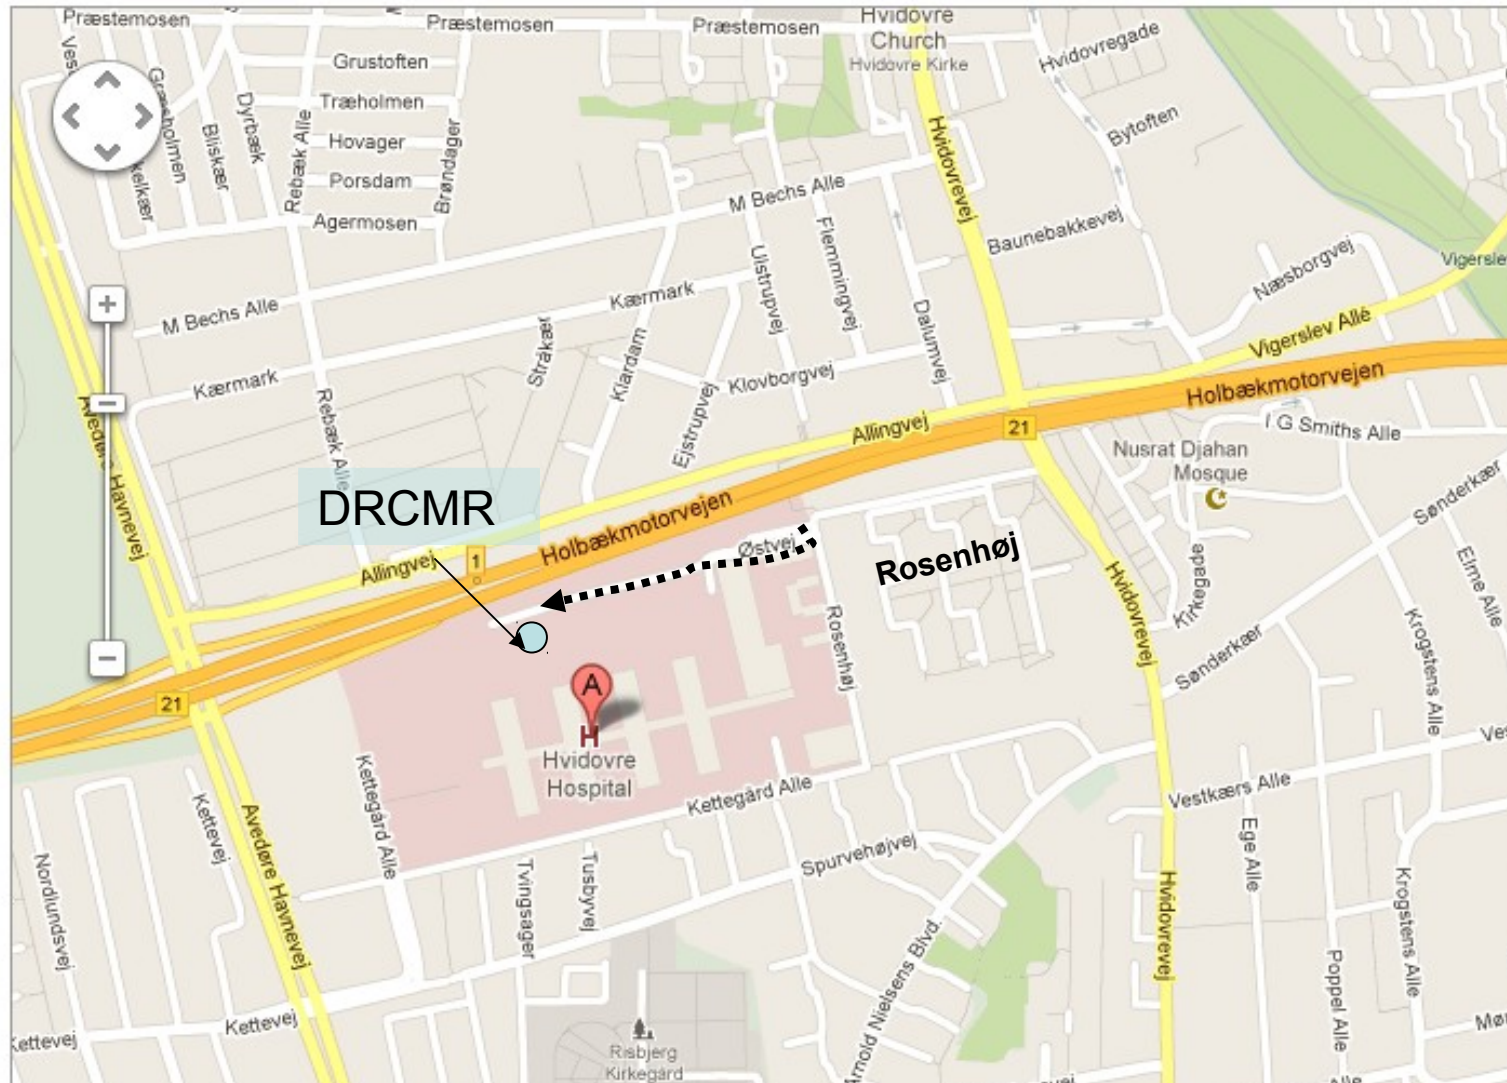 Præstemosen
Præstemosen
Præstemosen
Hvidovre
Church
Hvidovre Kirke
Hvidovregade
Grustoften
Træholmen
Hovager
Porsdam
Agermosen
Dyrbæk
Bliskær
Rebæk Alle
Brøndager
Bytoften
Hvidovrevej
M Bechs Alle
Baunebakkevej
Ulstrupvej
Flemmingvej
Dalumvej
Næsborgvej
M Bechs Alle
Kærmark
Klardam
Kærmark
Rebæk Alle
Ejstrupvej
Klovborgvej
Vigerslev Allé
Holbækmotorvejen
Allingvej
21
I G Smiths Alle
Nusrat Djahan
Mosque
Sønderkær
Avedøre Havnevej
DRCMR
Holbækmotorvejen
Østvej
Rosenhøj
Allingvej
1
Rosenhøj
Hvidovrevej
Kirkegade
Elme Alle
Krogstens Alle
Sønderkær
21
A
H
Hvidovre
Hospital
Kettegård Alle
Kettegård Alle
Vestkærs Alle
Kettevej
Avedøre Havnevej
Nordlundsvej
Tvingsager
Tusbyvej
Spurvehøjvej
Ege Alle
Hvidovrevej
Krogstens Alle
Poppel Alle
Arnold Nielsens Blvd.
Kettevej
Risbjerg
Kirkegård